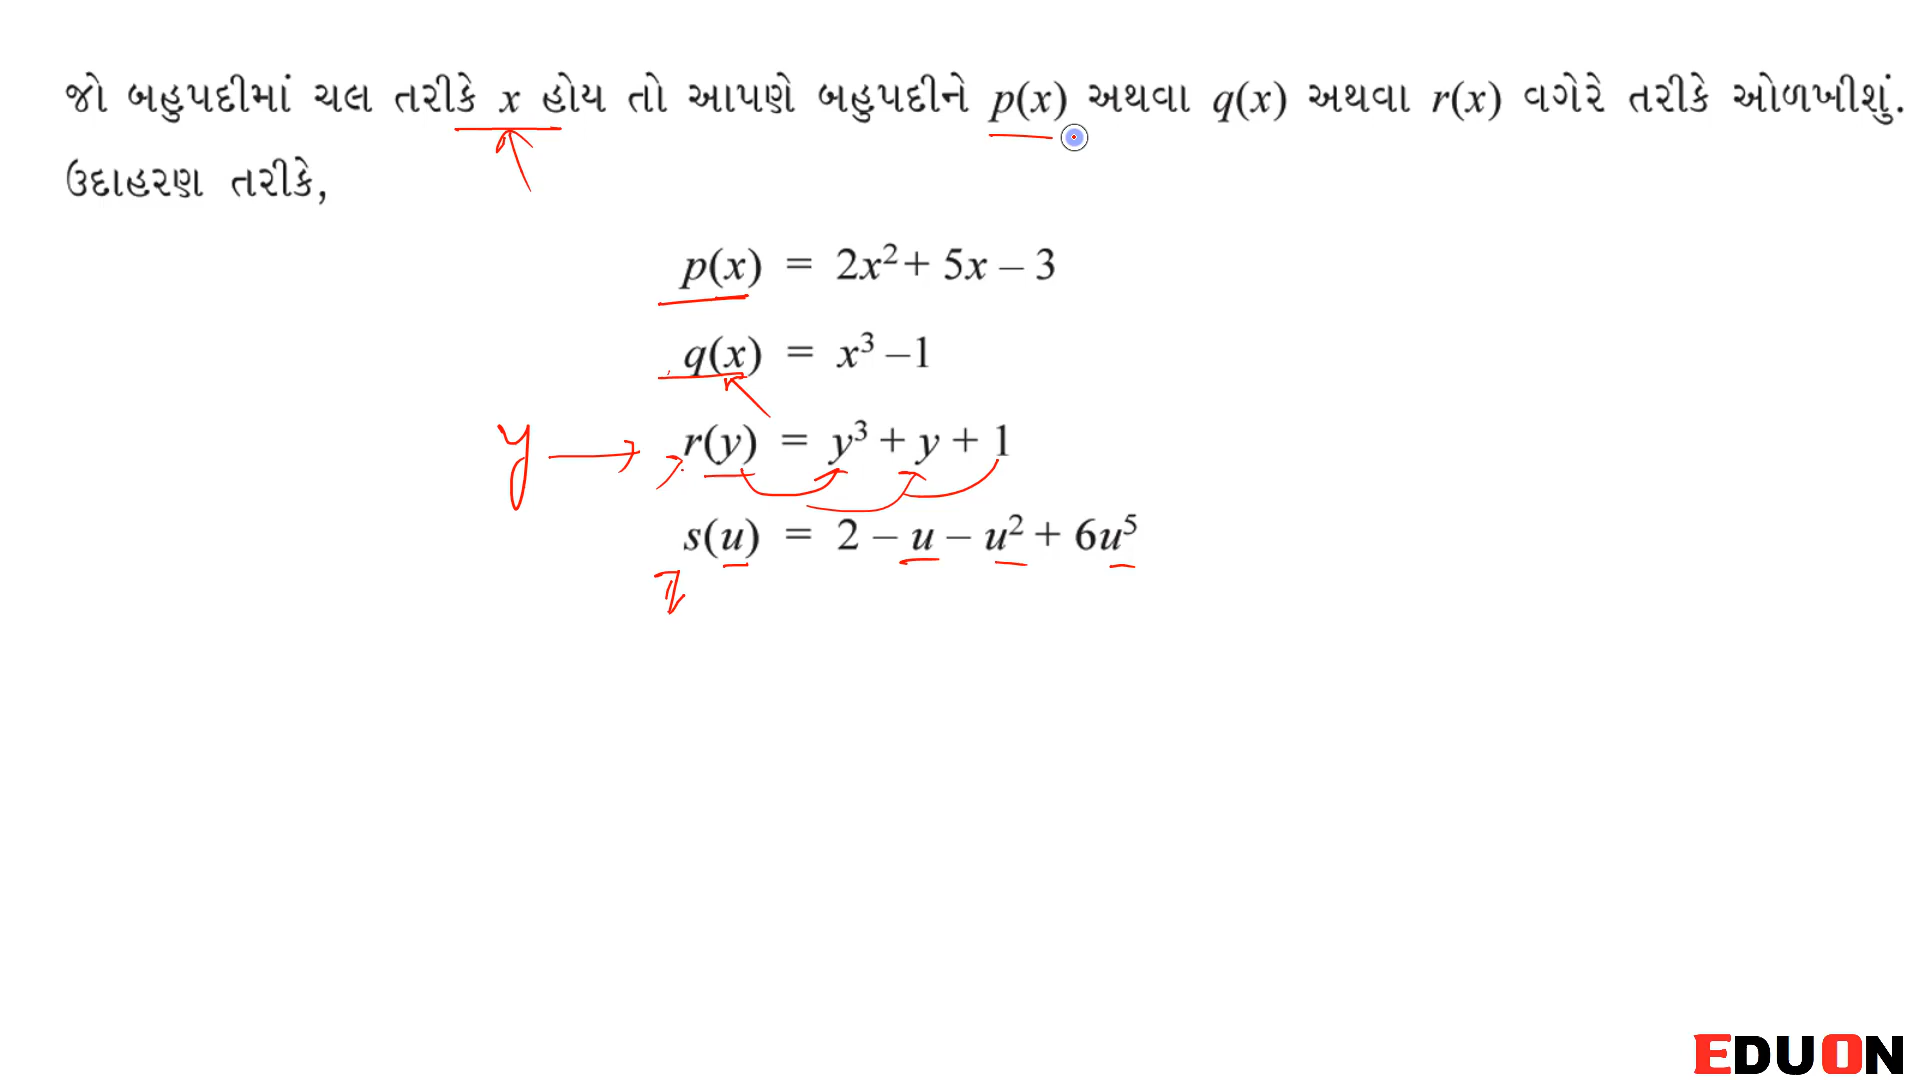 જો બહુપદીમાં ચલ તરીકે x હોય તો આપણે બહુપદીને p(x) અથવા q(x) અથવા r(x) વગેરે તરીકે ઓળખીશું.
ઉદાહરણ તરીકે,
p(x) = 2x² + 5x – 3
q(x) = x³ –1
y → r(y) = y³ + y + 1
s(u) = 2 – u – u² + 6u⁵
EDUON